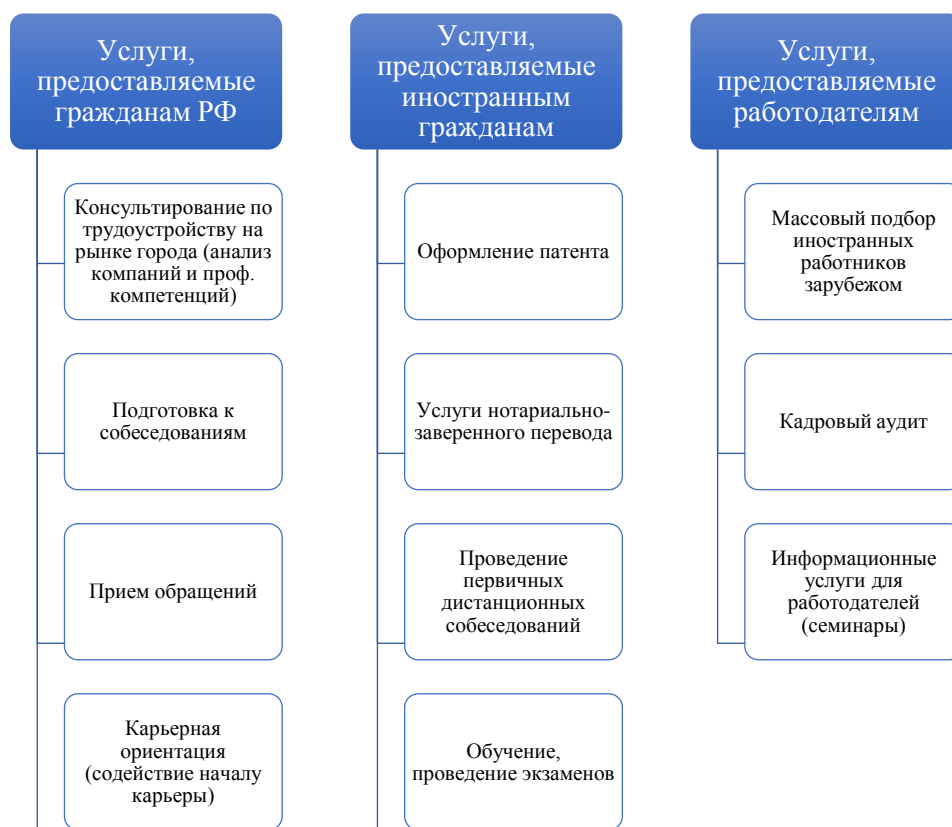 Услуги,
предоставляемые
гражданам РФ
Консультирование по
трудоустройству на
рынке города (анализ
компаний и проф.
компетенций)
Подготовка к
собеседованиям
Прием обращений
Карьерная
ориентация
(содействие началу
карьеры)
Услуги,
предоставляемые
иностранным
гражданам
Оформление патента
Услуги нотариально-
заверенного перевода
Проведение
первичных
дистанционных
собеседований
Обучение,
проведение экзаменов
Услуги,
предоставляемые
работодателям
Массовый подбор
иностранных
работников
зарубежом
Кадровый аудит
Информационные
услуги для
работодателей
(семинары)